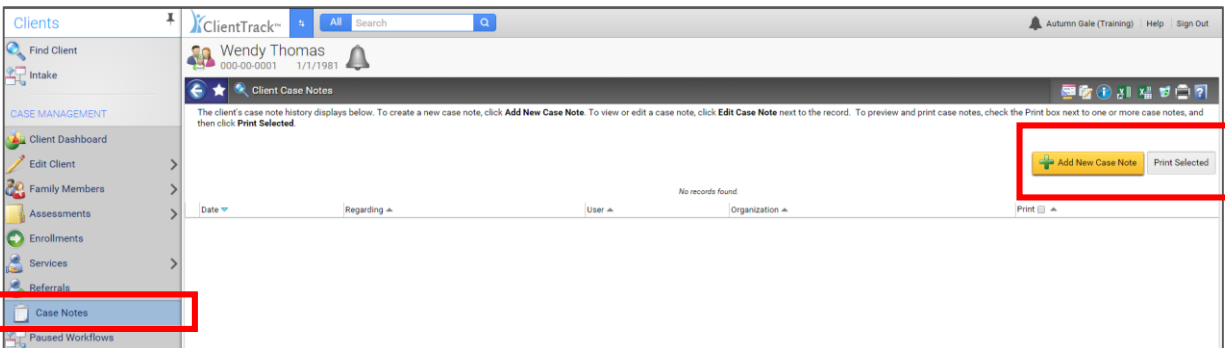 Clients
Find Client
Intake
CASE MANAGEMENT
Client Dashboard
Edit Client
Family Members
Assessments
Enrollments
Services
Referrals
Case Notes
Paused Workflows
ClientTrack™
All Search
Autumn Gale (Training) Help Sign Out
Wendy Thomas
000-00-0001 1/1/1981
Client Case Notes
The client's case note history displays below. To create a new case note, click Add New Case Note. To view or edit a case note, click Edit Case Note next to the record. To preview and print case notes, check the Print box next to one or more case notes, and
then click Print Selected.
Add New Case Note Print Selected
No records found.
Date Regarding User Organization Print